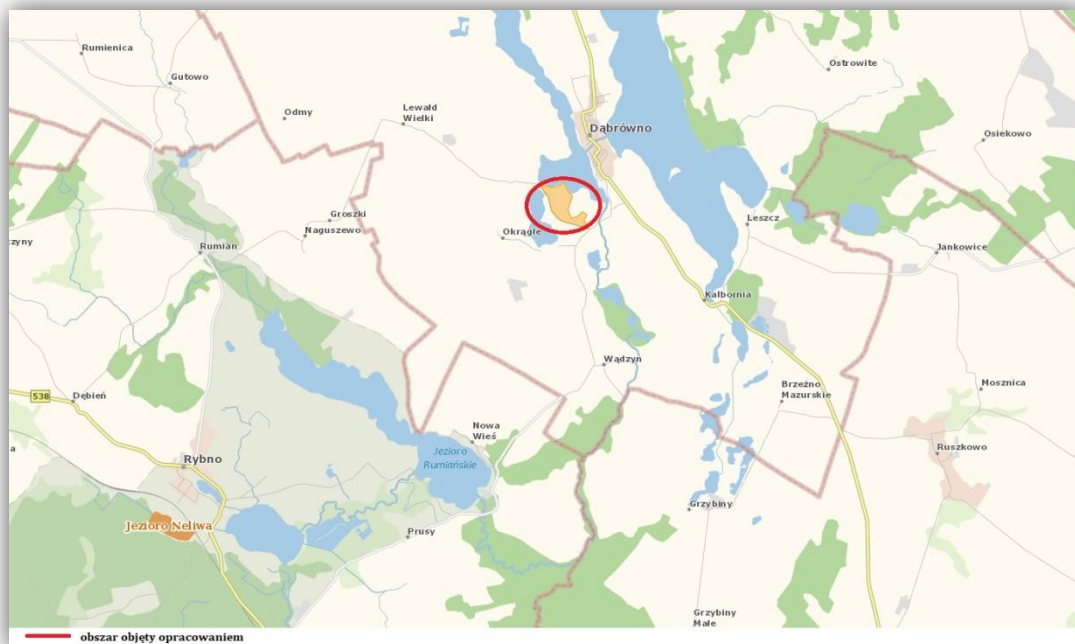 Rumienica
Gutowo
Odmy
Lewałd
Wielki
Dąbrówno
Ostrowite
Osiekowo
Groszki
Naguszewo
Okrągłe
Leszcz
czyny
Rumian
Jankowice
Kalbornia
Wądzyn
538
Dębień
Brzeźno
Mazurskie
Mosznica
a
Nowa
Wieś
Rybno
Jezioro
Rumiańskie
Ruszkowo
Jezioro Neliwa
Prusy
Grzybiny
Grzybiny
Małe
obszar objęty opracowaniem